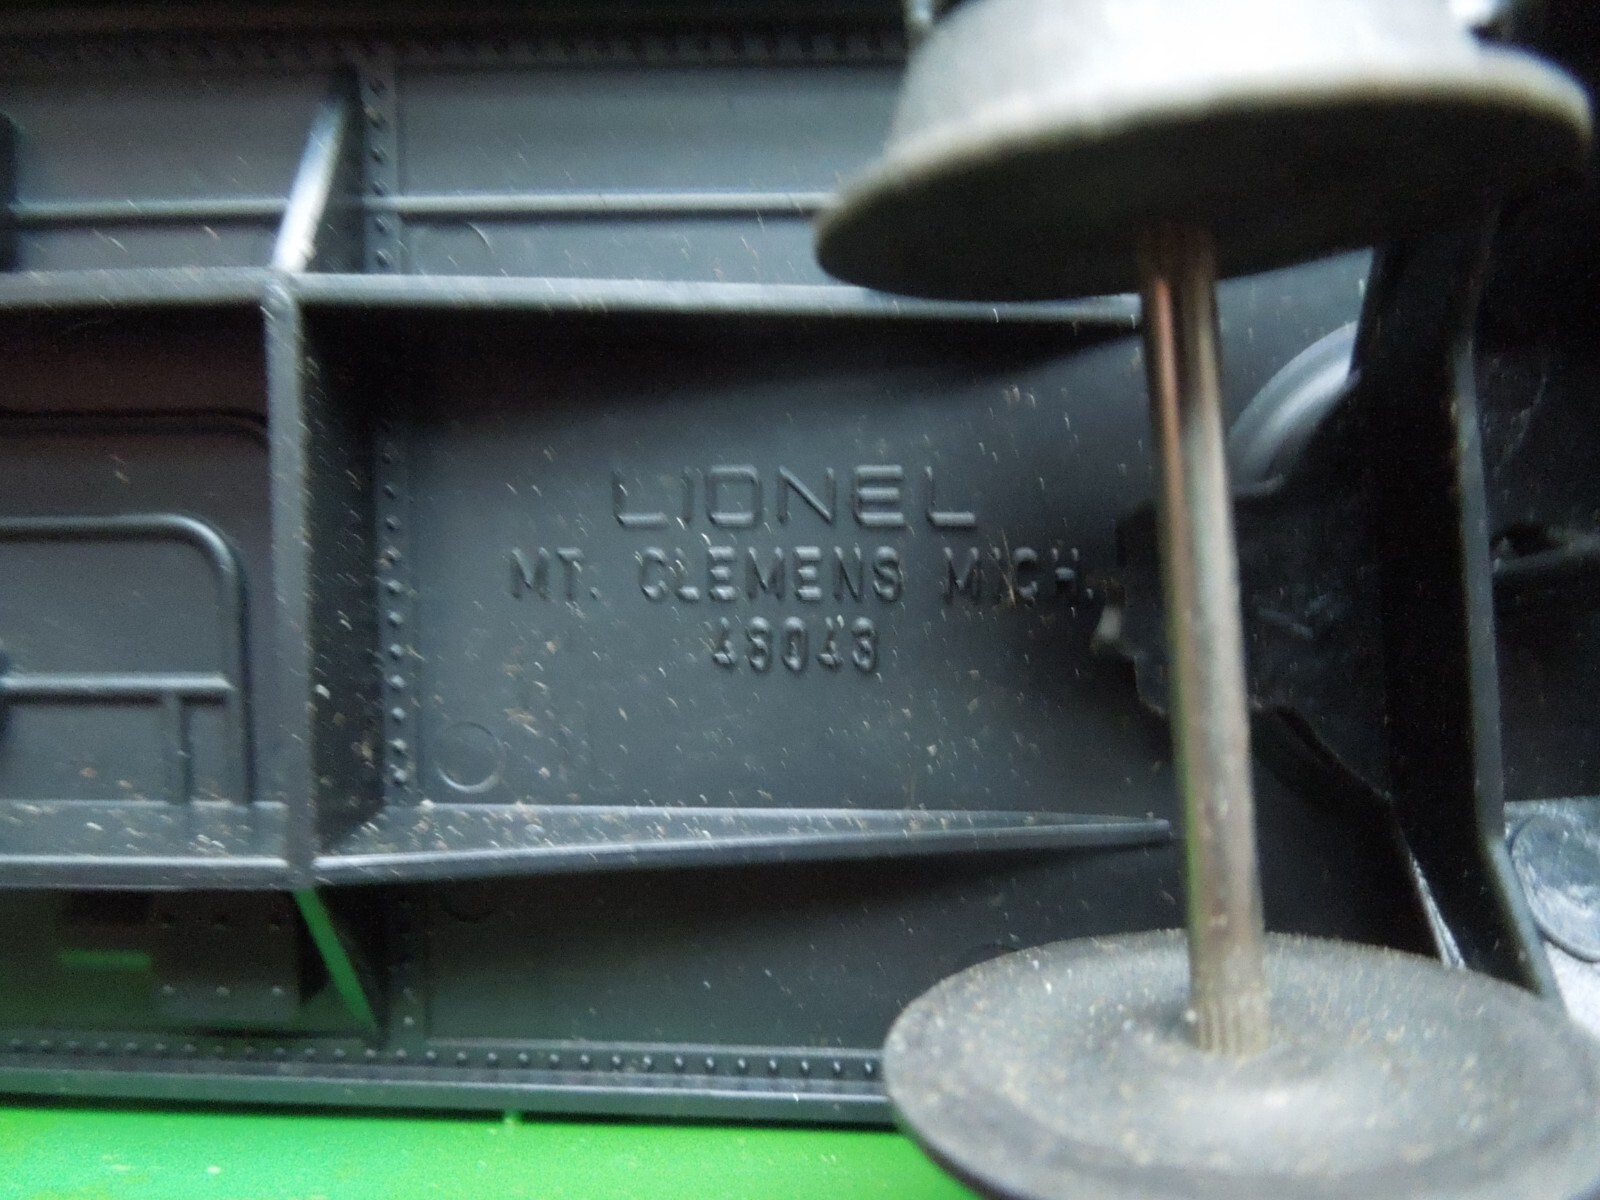 LIONEL
MT. CLEMENS MICH.
48043